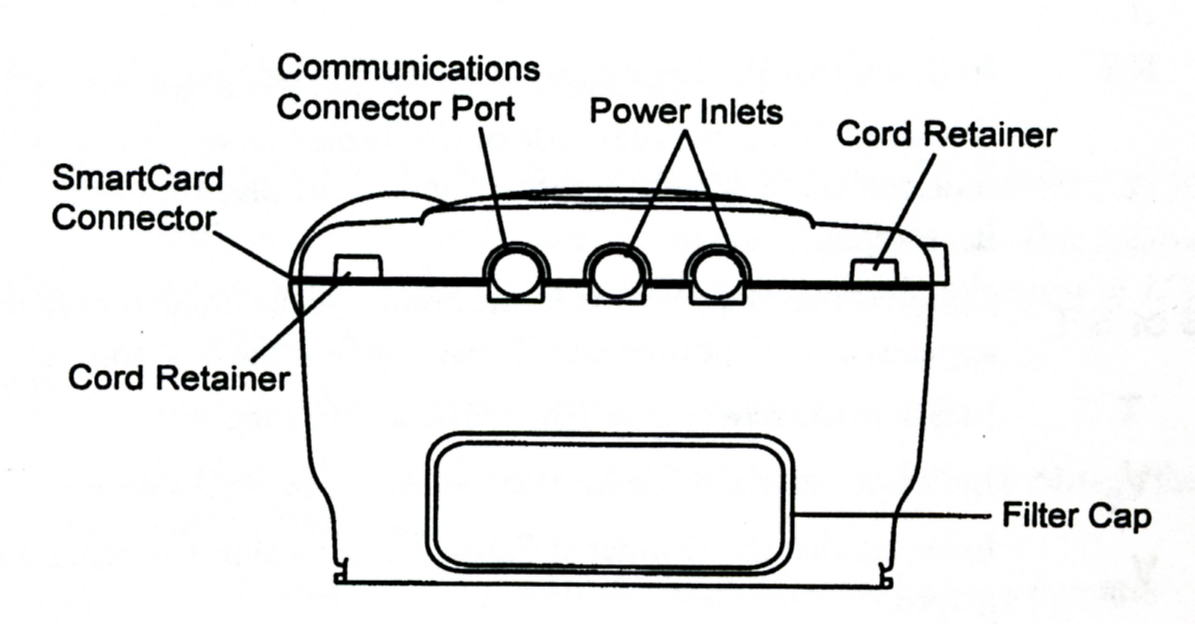 Communications
Connector Port
Power Inlets
Cord Retainer
SmartCard
Connector
Cord Retainer
Filter Cap